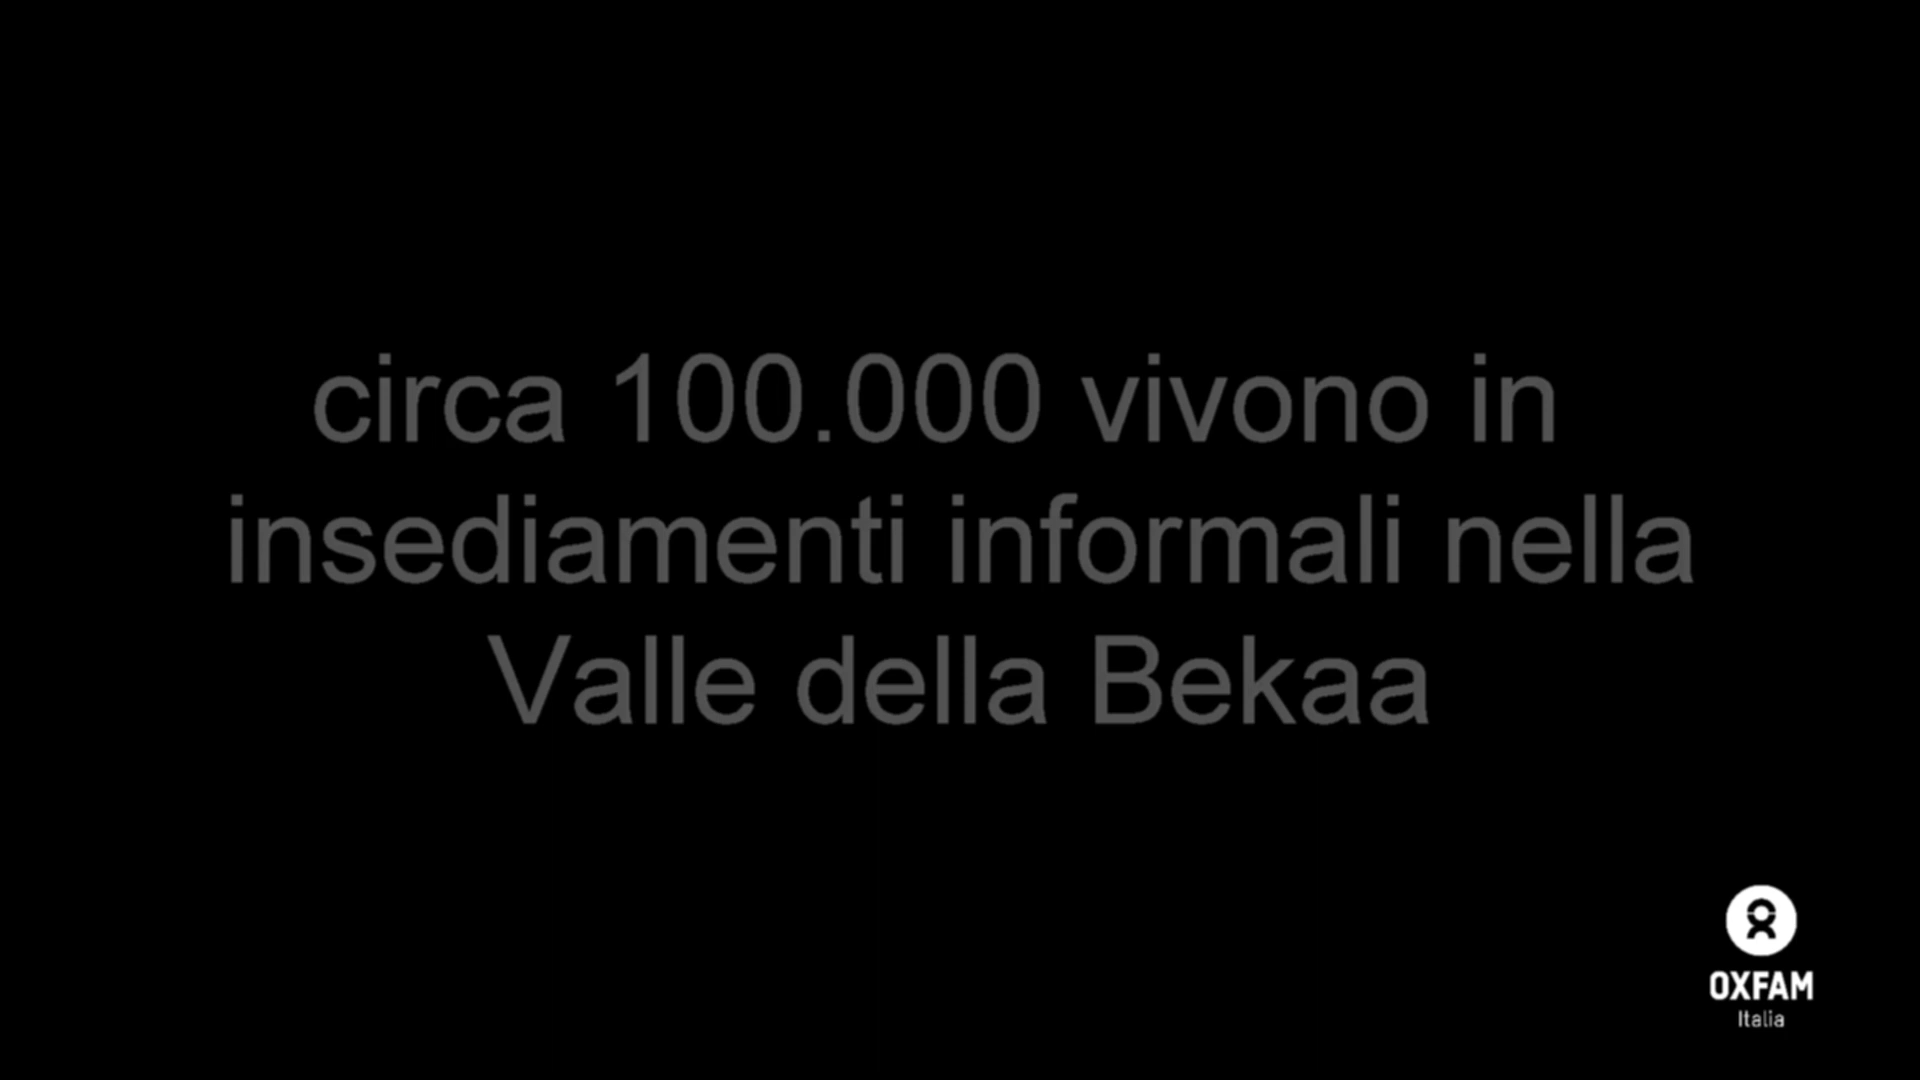 circa 100.000 vivono in
insediamenti informali nella
Valle della Bekaa
OXFAM
Italia